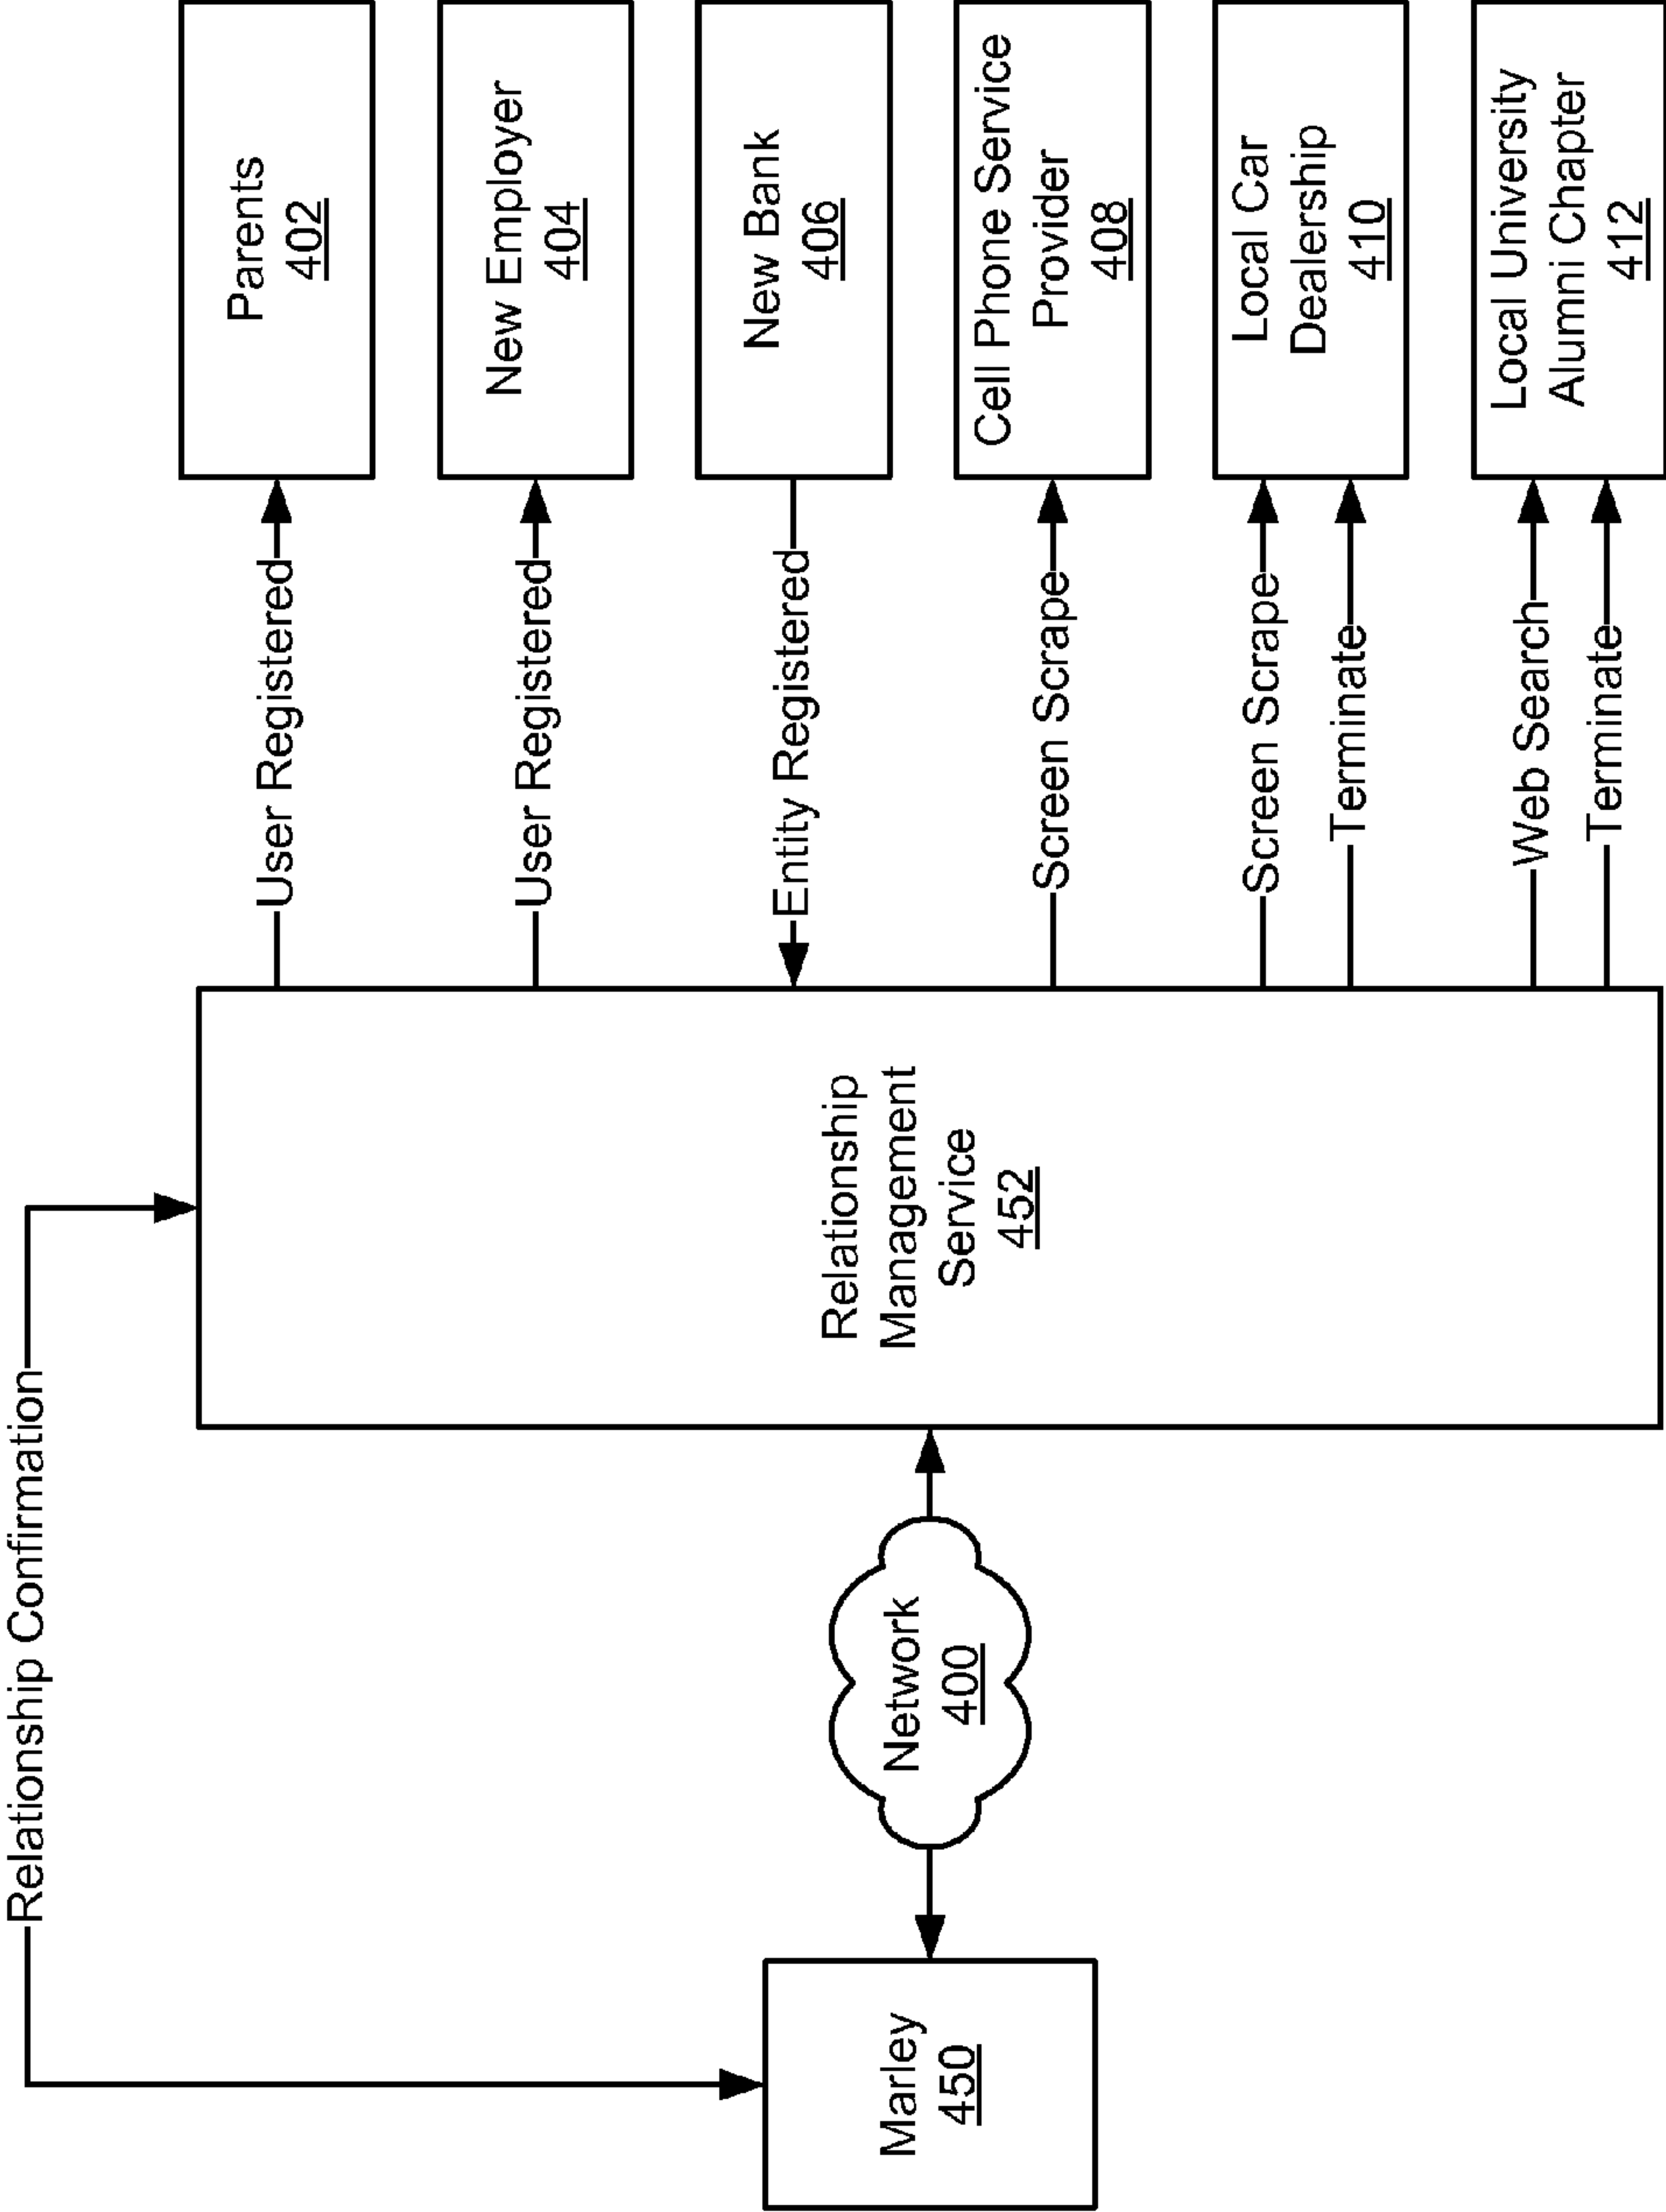 Relationship Confirmation
Marley
450
Network
400
Relationship
Management
Service
452
User Registered
Parents
402
User Registered
New Employer
404
Entity Registered
New Bank
406
Screen Scrape
Cell Phone Service
Provider
408
Screen Scrape
Terminate
Local Car
Dealership
410
Web Search
Terminate
Local University
Alumni Chapter
412